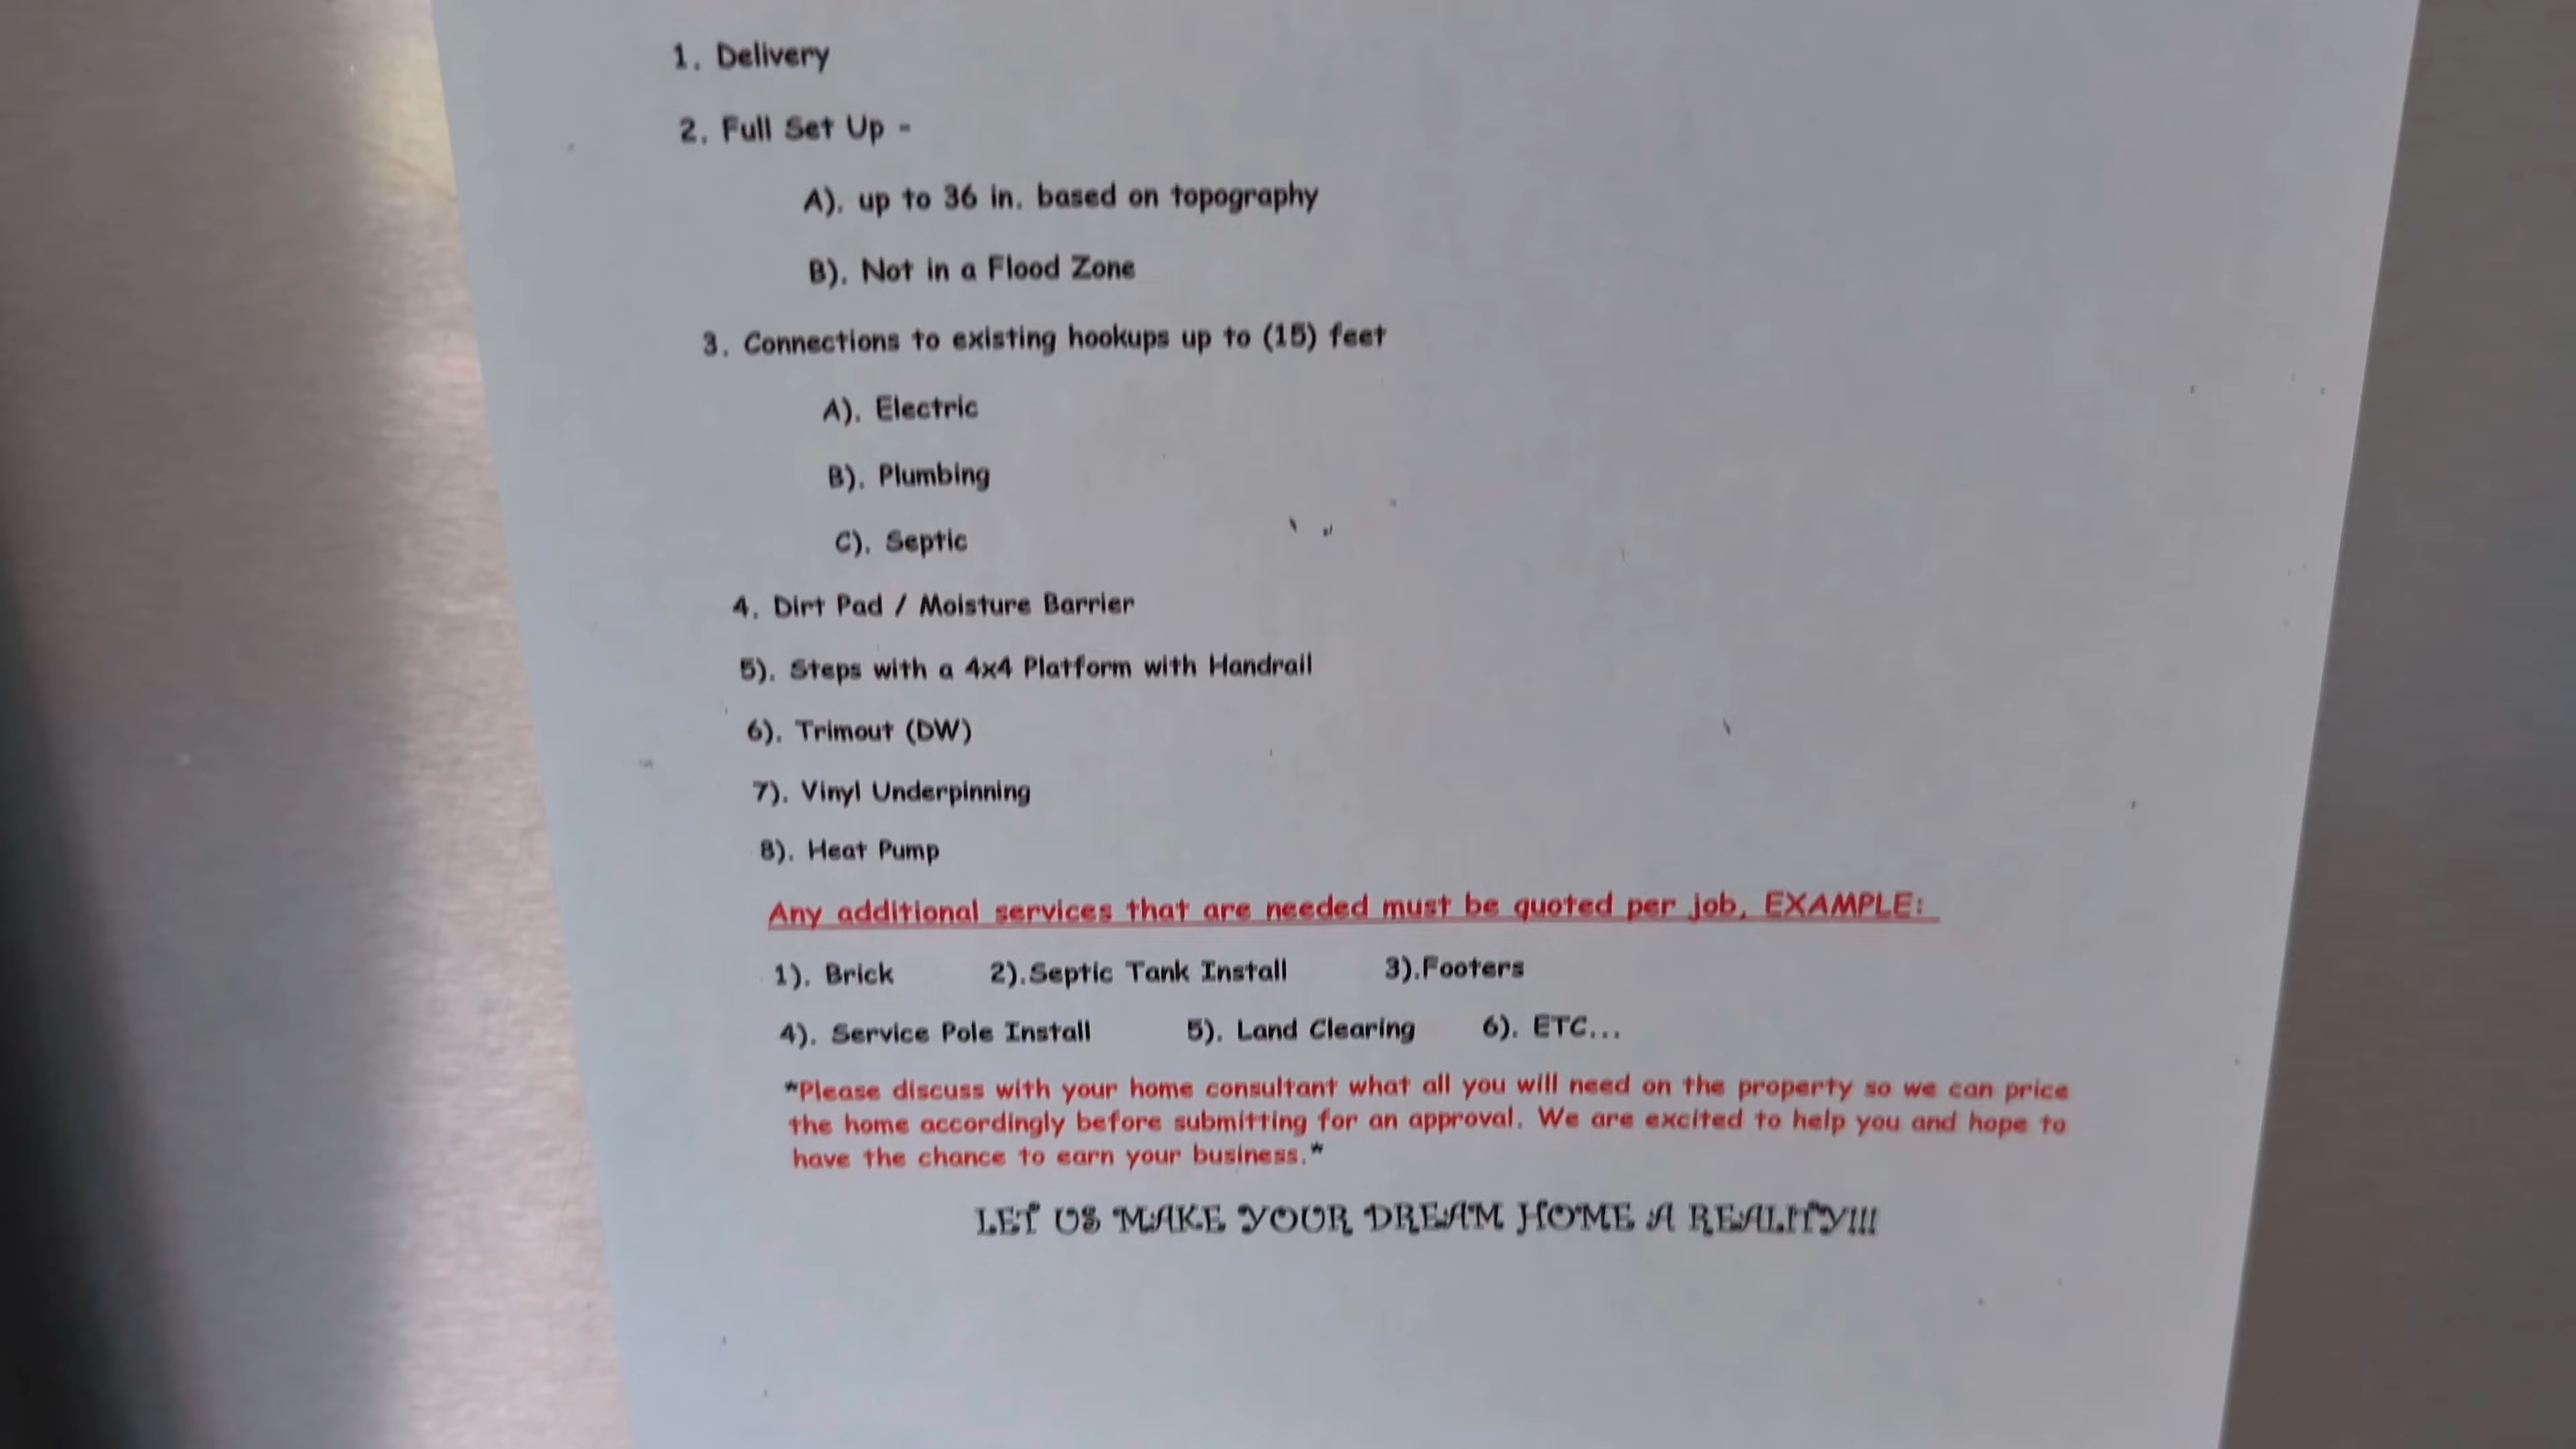 1. Delivery
2. Full Set Up -
A). up to 36 in. based on topography
B). Not in a Flood Zone
3. Connections to existing hookups up to (15) feet
A). Electric
B). Plumbing
C). Septic
4. Dirt Pad / Moisture Barrier
5). Steps with a 4x4 Platform with Handrail
6). Trimout (DW)
7). Vinyl Underpinning
8). Heat Pump
Any additional services that are needed must be quoted per job, EXAMPLE:
1). Brick 2).Septic Tank Install 3).Footers
4). Service Pole Install 5). Land Clearing 6). ETC...
*Please discuss with your home consultant what all you will need on the property so we can price
the home accordingly before submitting for an approval. We are excited to help you and hope to
have the chance to earn your business.*
LET US MAKE YOUR DREAM HOME A REALITY!!!